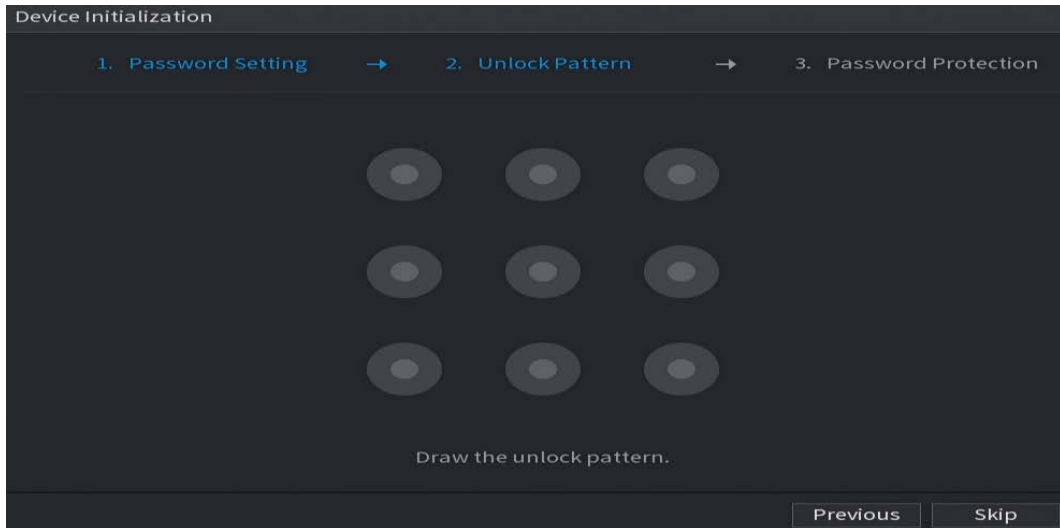 Device Initialization
1. Password Setting → 2. Unlock Pattern → 3. Password Protection
Draw the unlock pattern.
Previous Skip